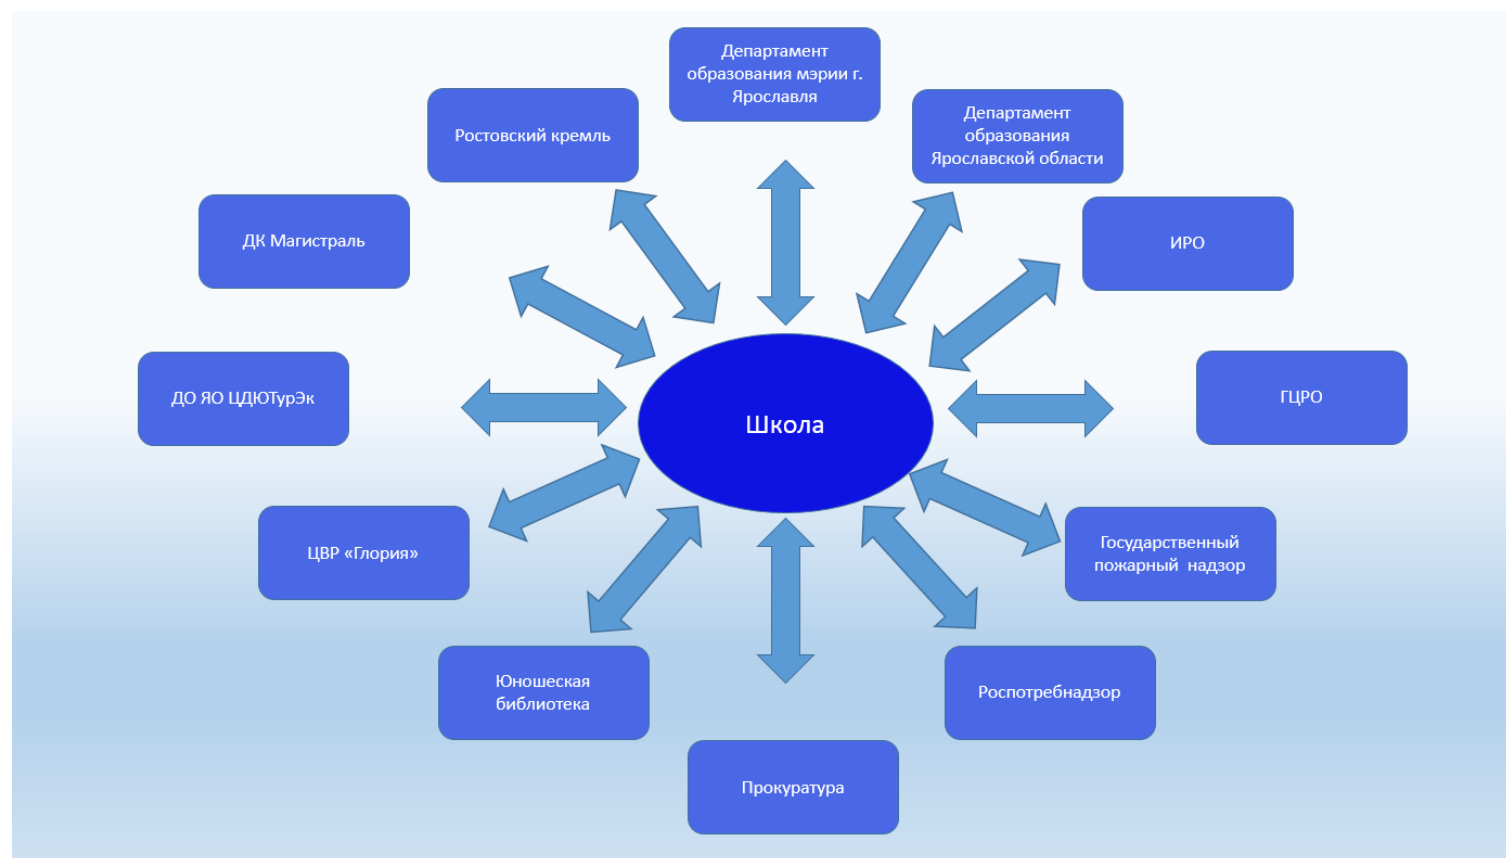 Департамент
образования мэрии г.
Ярославля
Ростовский кремль
Департамент
образования
Ярославской области
ДК Магистраль
ИРО
ДО ЯО ЦДЮТурЭк
ГЦРО
Школа
ЦВР «Глория»
Государственный
пожарный надзор
Юношеская
библиотека
Роспотребнадзор
Прокуратура